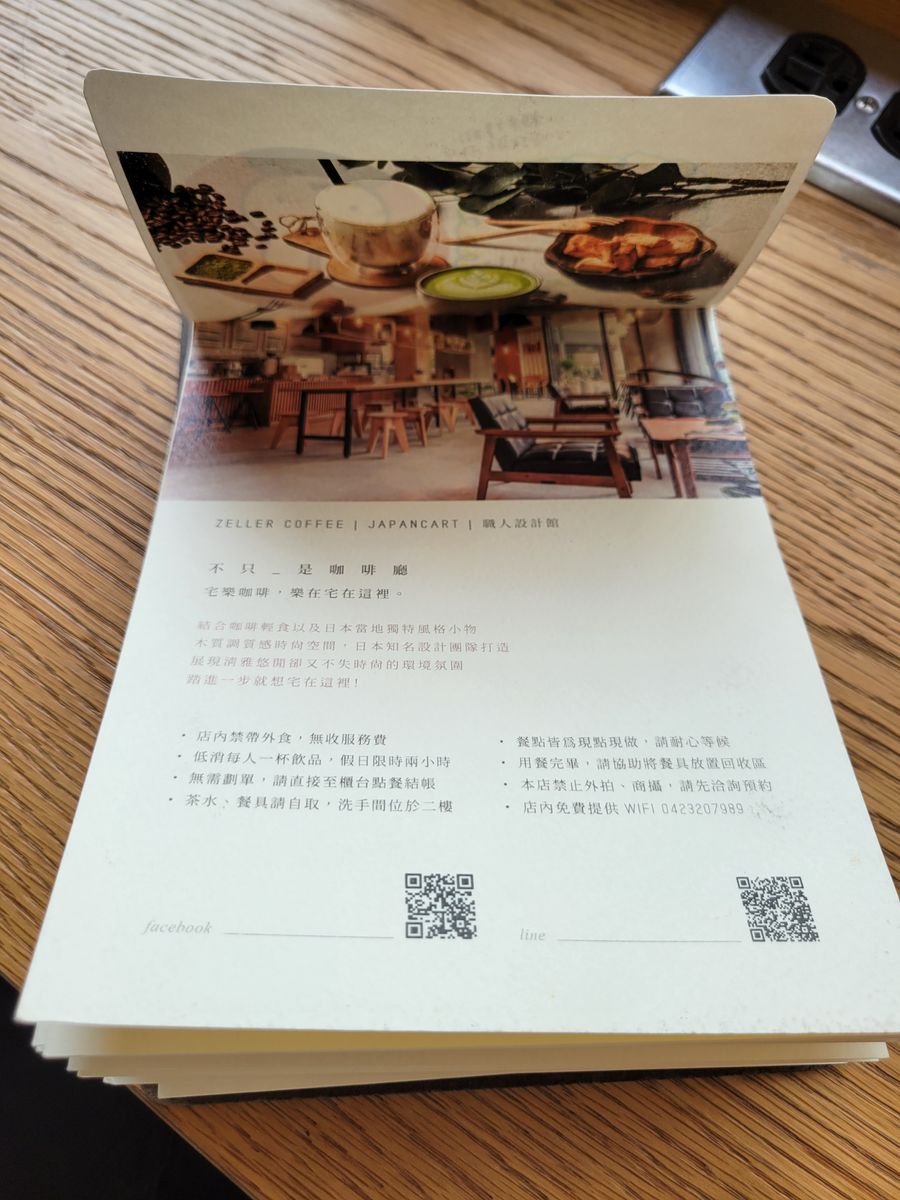 ZELLER COFFEE | JAPANCART | 職人設計館
不只_是咖啡廳
宅樂咖啡，樂在宅在這裡。
結合咖啡輕食以及日本當地獨特風格小物
木質調質感時尚空間，日本知名設計團隊打造
展現清雅悠閒卻又不失時尚的環境氛圍
踏進一步就想宅在這裡!
• 店內禁帶外食，無收服務費
• 低消每人一杯飲品，假日限時兩小時
• 無需劃單，請直接至櫃台點餐結帳
• 茶水、餐具請自取，洗手間位於二樓
• 餐點皆為現點現做，請耐心等候
• 用餐完畢，請協助將餐具放置回收區
• 本店禁止外拍、商攝，請先洽詢預約
• 店內免費提供 WIFI 0423207989
facebook
line